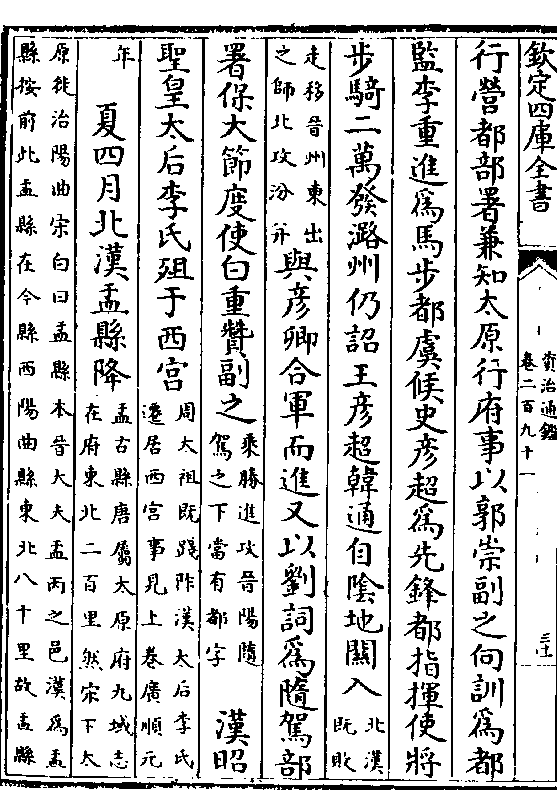 欽定四庫全書
資治通鑑
卷二百九十一
行營都部署兼知太原行府事以郭崇副之向訓爲都
監李重進爲馬步都虞候史彥超爲先鋒都指揮使將
步騎二萬發潞州仍詔王彥超韓通自陰地關入北漢既敗
走移晉州東出之師北攻汾并與彥卿合軍而進又以劉詞爲隨駕部
署保大節度使白重贊副之乘勝進攻晉陽隨駕之下當有都字漢昭
聖皇太后李氏殂于西宮周太祖既踐阼漢太后李氏遷居西宮事見上卷廣順元
年夏四月北漢盂縣降盂古縣唐屬太原府九域志在府東北二百里然宋下太
原徙治陽曲宋白曰盂縣本晉大夫盂丙之邑漢爲盂
縣按前此盂縣在今縣西陽曲縣東北八十里故盂縣